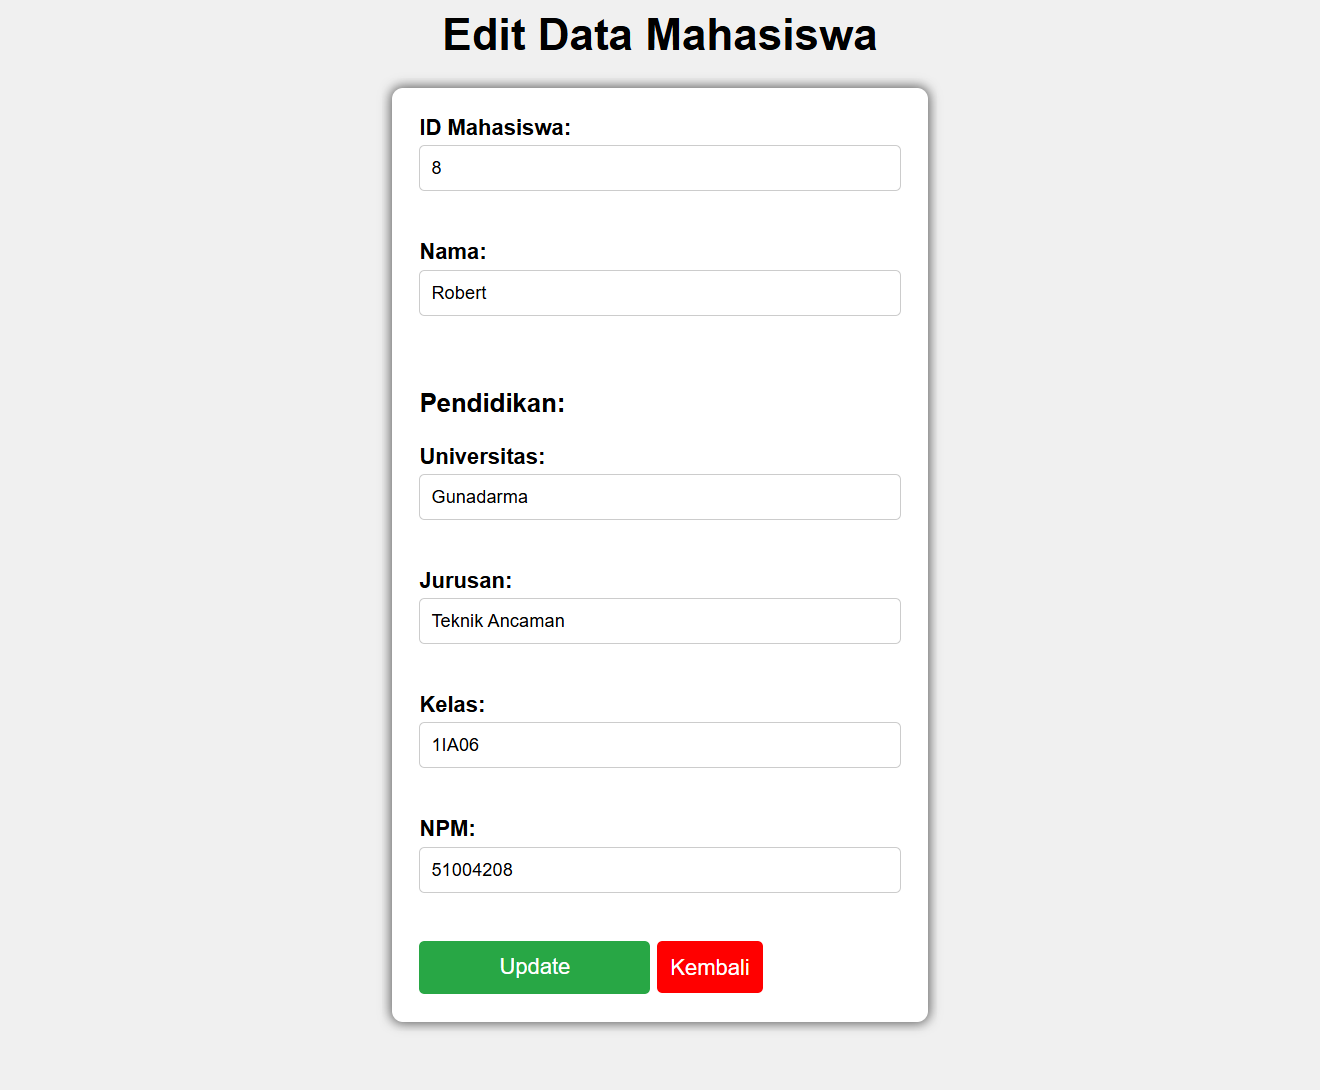 Edit Data Mahasiswa
ID Mahasiswa:
8
Nama:
Robert
Pendidikan:
Universitas:
Gunadarma
Jurusan:
Teknik Ancaman
Kelas:
1IA06
NPM:
51004208
Update Kembali